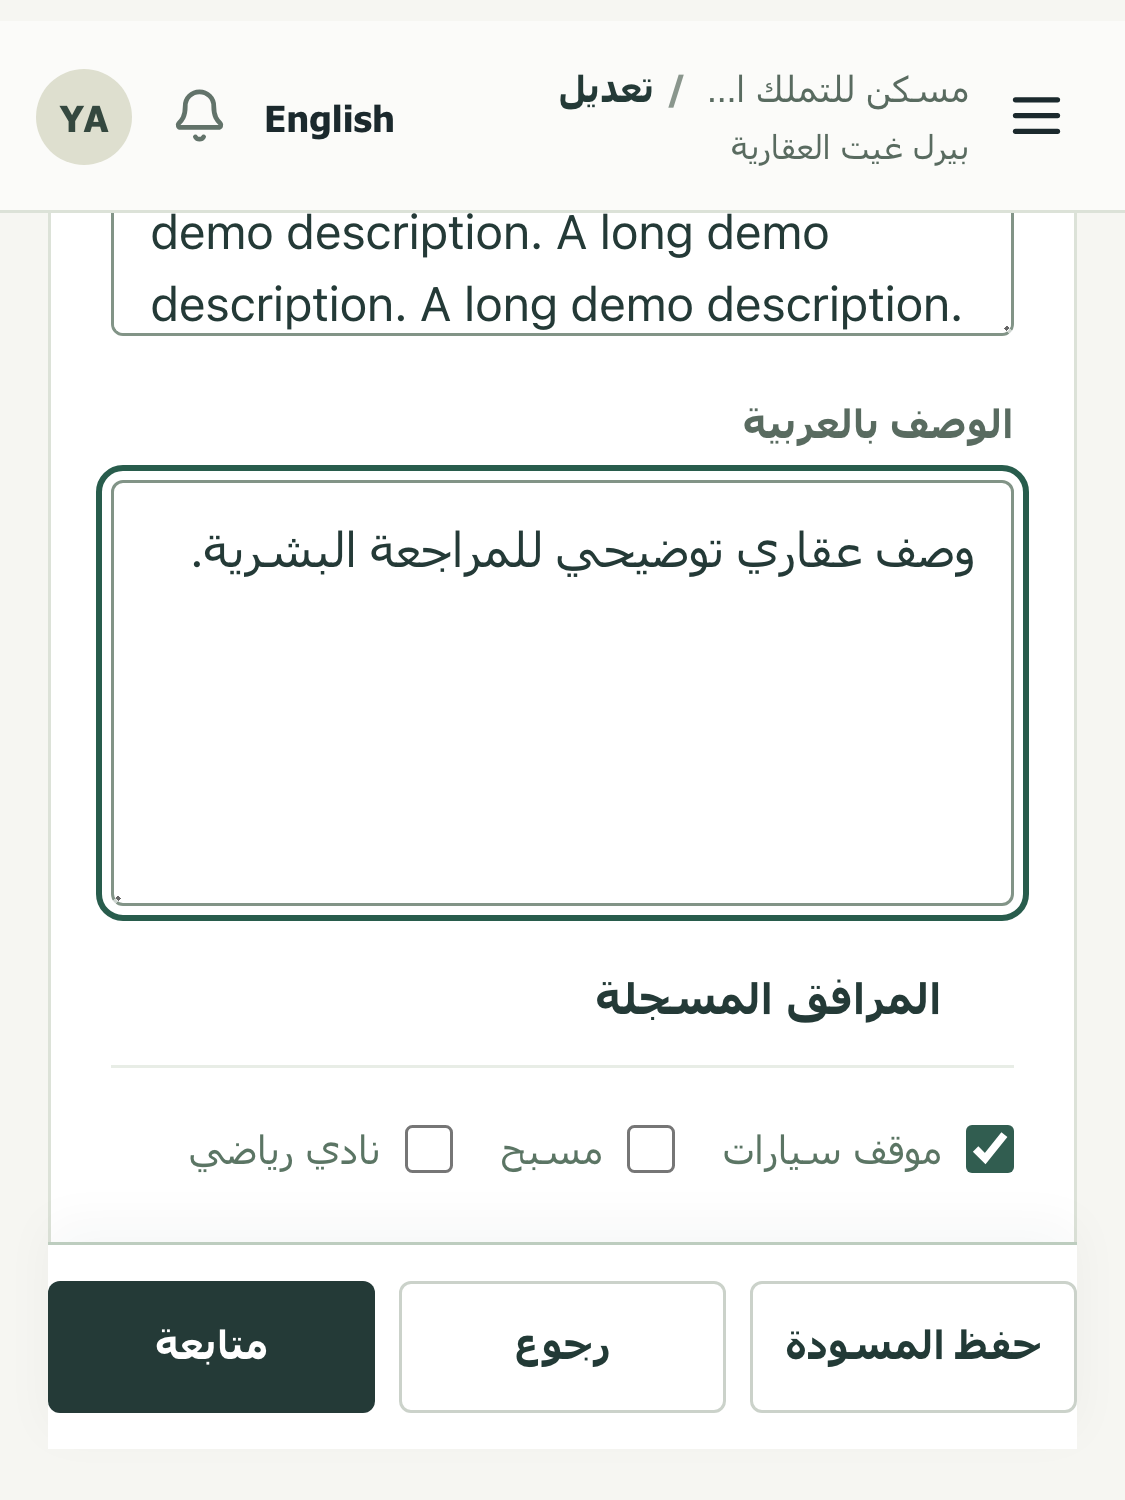 مسكن للتملك ا... / تعديل
بيرل غيت العقارية
English
YA
demo description. A long demo
description. A long demo description.
الوصف بالعربية
وصف عقاري توضيحي للمراجعة البشرية.
المرافق المسجلة
موقف سيارات
مسبح
نادي رياضي
حفظ المسودة
رجوع
متابعة